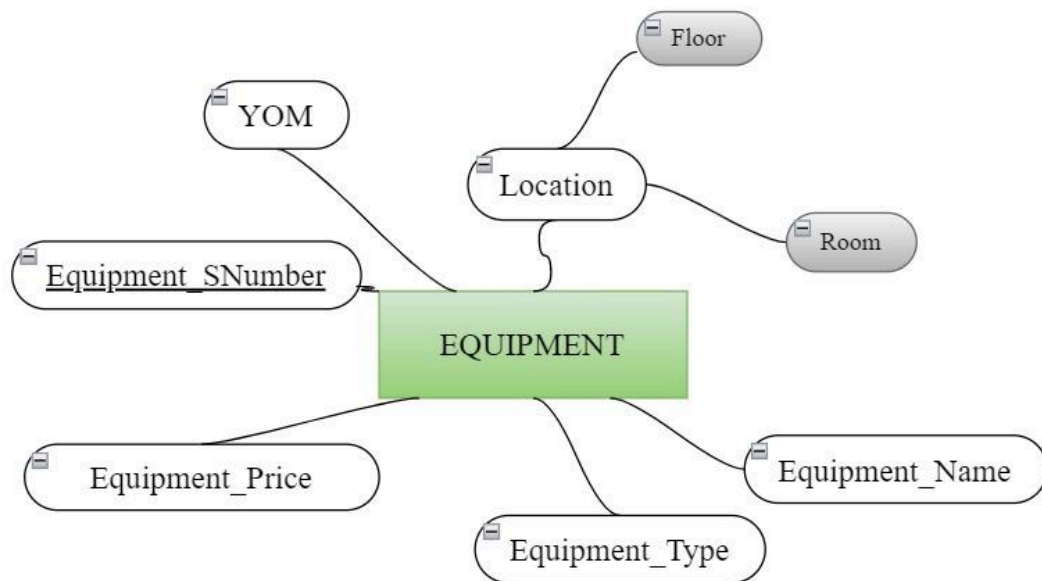 Floor
YOM
Location
Room
Equipment_SNumber
EQUIPMENT
Equipment_Price
Equipment_Name
Equipment_Type